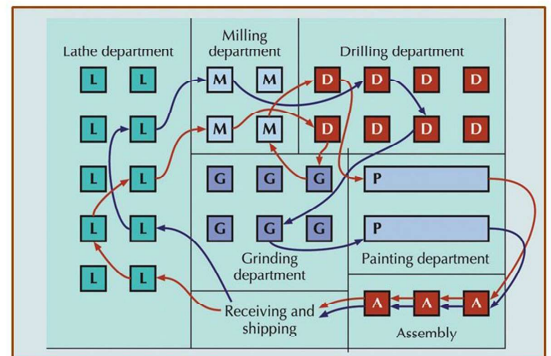 Lathe department
Milling
department
Drilling department
L L M M D D D D
L L M M D D D D
L L G G G P
L L G G G P
Grinding
department
Painting department
L L
Receiving and
shipping
A A A
Assembly